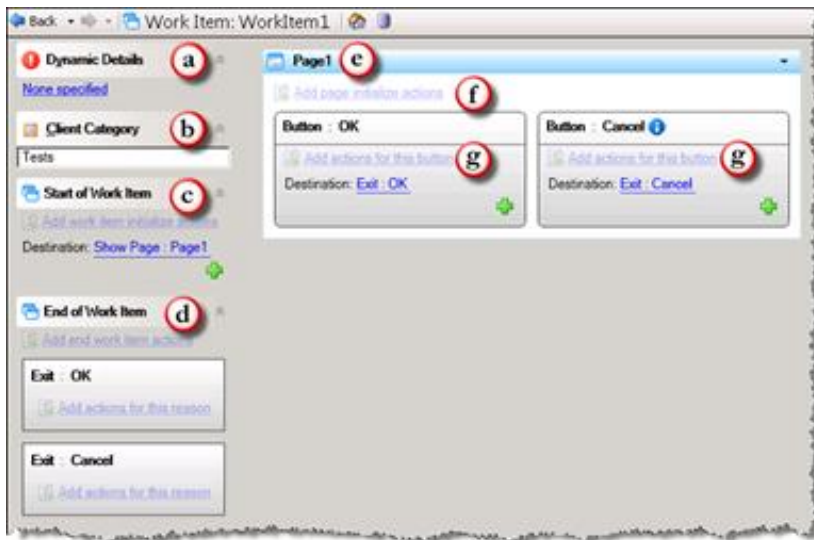 Back
Work Item: WorkItem1
Dynamic Details
a
None specified
Client Category
b
Tests
Start of Work Item
c
Add work item initialize actions
Destination: Show Page : Page1
End of Work Item
d
Add end work item actions
Exit : OK
Add actions for this reason
Exit : Cancel
Add actions for this reason
Page1
e
Add page initialize actions
f
Button : OK
Add actions for this button
g
Destination: Exit : OK
Button : Cancel
Add actions for this button
g
Destination: Exit : Cancel